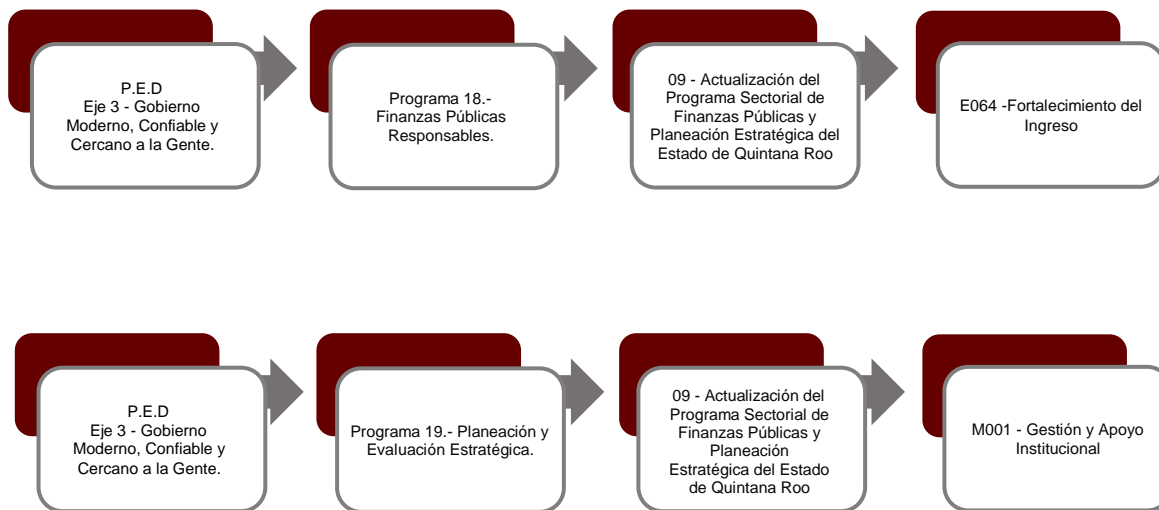 P.E.D
Eje 3 - Gobierno
Moderno, Confiable y
Cercano a la Gente.
Programa 18.-
Finanzas Públicas
Responsables.
09 - Actualización del
Programa Sectorial de
Finanzas Públicas y
Planeación Estratégica del
Estado de Quintana Roo
E064 -Fortalecimiento del
Ingreso
P.E.D
Eje 3 - Gobierno
Moderno, Confiable y
Cercano a la Gente.
Programa 19.- Planeación y
Evaluación Estratégica.
09 - Actualización del
Programa Sectorial de
Finanzas Públicas y
Planeación
Estratégica del Estado
de Quintana Roo
M001 - Gestión y Apoyo
Institucional